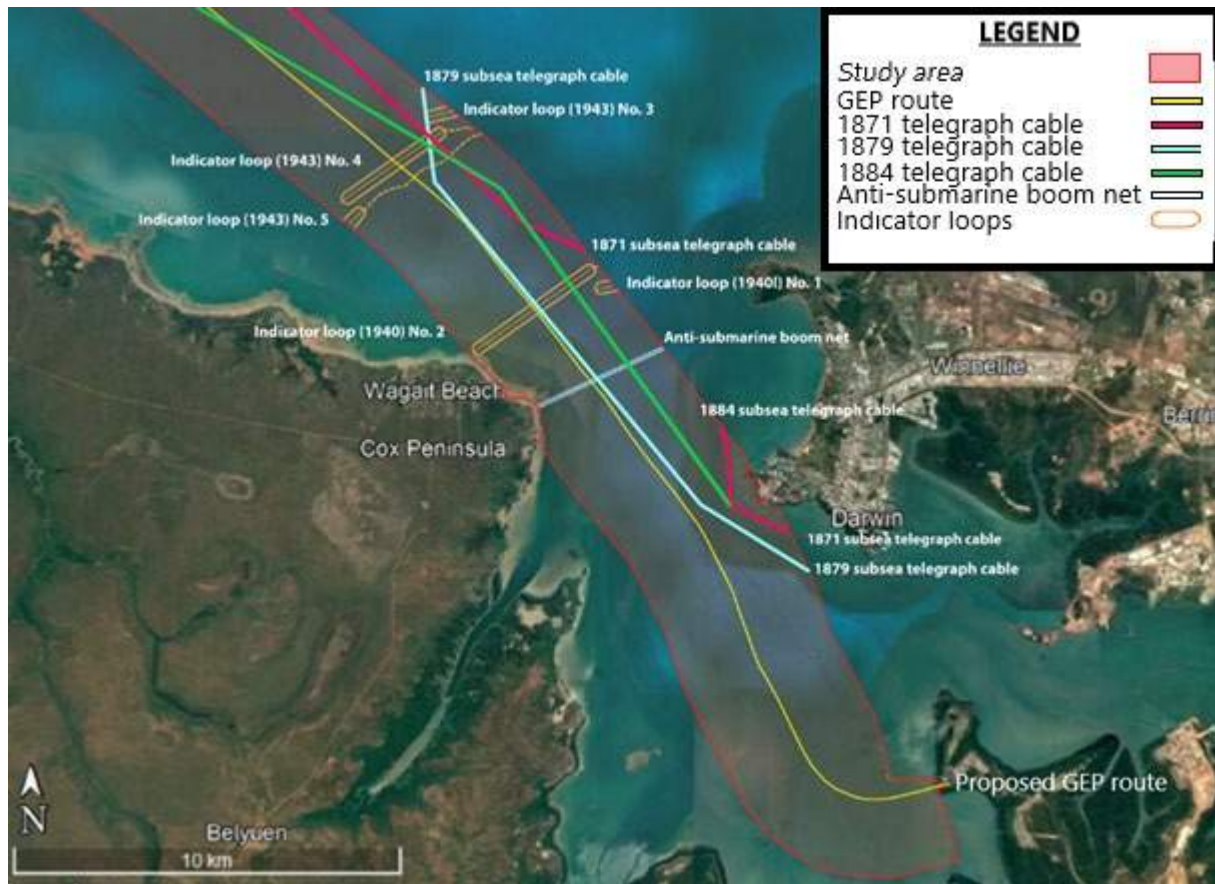 LEGEND
Study area
GEP route
1871 telegraph cable
1879 telegraph cable
1884 telegraph cable
Anti-submarine boom net
Indicator loops
1879 subsea telegraph cable
Indicator loop (1943) No. 3
Indicator loop (1943) No. 4
Indicator loop (1943) No. 5
1871 subsea telegraph cable
Indicator loop (1940l) No. 1
Indicator loop (1940) No. 2
Anti-submarine boom net
Winnellie
Wagait Beach
1884 subsea telegraph cable
Cox Peninsula
Darwin
1871 subsea telegraph cable
1879 subsea telegraph cable
Proposed GEP route
N
Belyuen
10 km